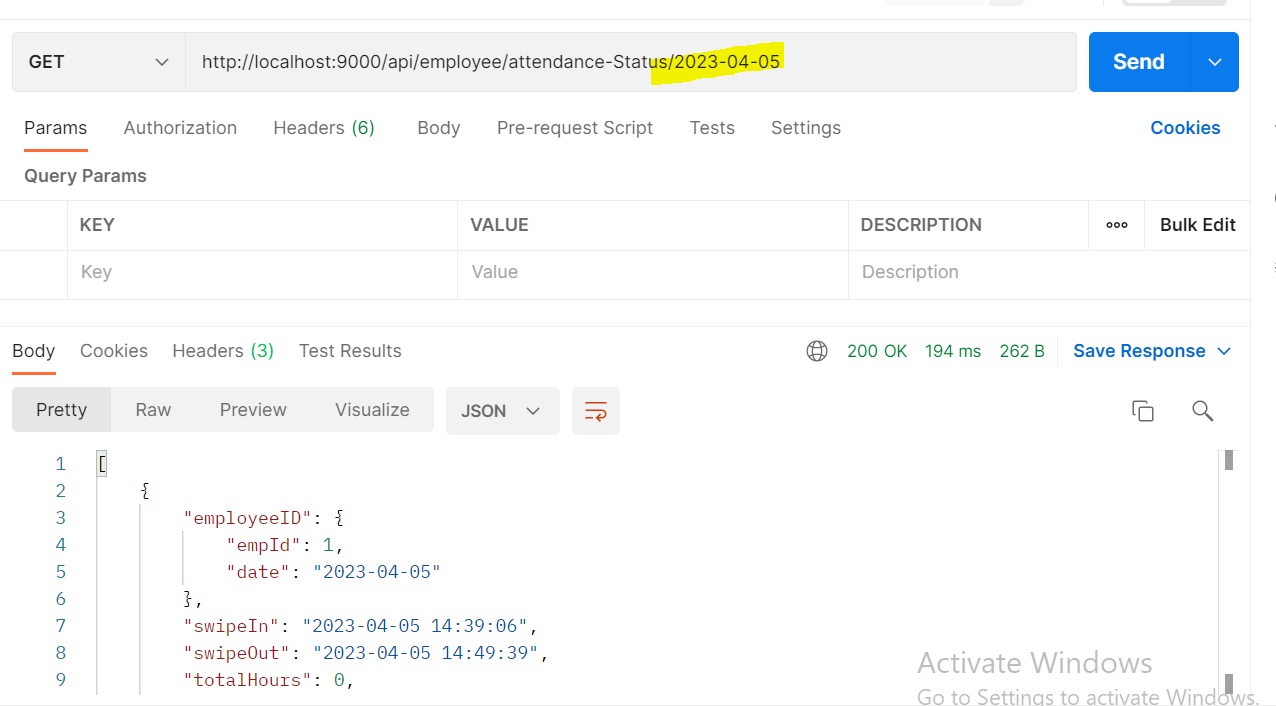 GET http://localhost:9000/api/employee/attendance-Status/2023-04-05 Send
Params Authorization Headers (6) Body Pre-request Script Tests Settings Cookies
Query Params
KEY VALUE DESCRIPTION ooo Bulk Edit
Key Value Description
Body Cookies Headers (3) Test Results 200 OK 194 ms 262 B Save Response
Pretty Raw Preview Visualize JSON
1 [
2 {
3 "employeeID": {
4 "empId": 1,
5 "date": "2023-04-05"
6 },
7 "swipeIn": "2023-04-05 14:39:06",
8 "swipeOut": "2023-04-05 14:49:39",
9 "totalHours": 0,
Activate Windows
Go to Settings to activate Windows.